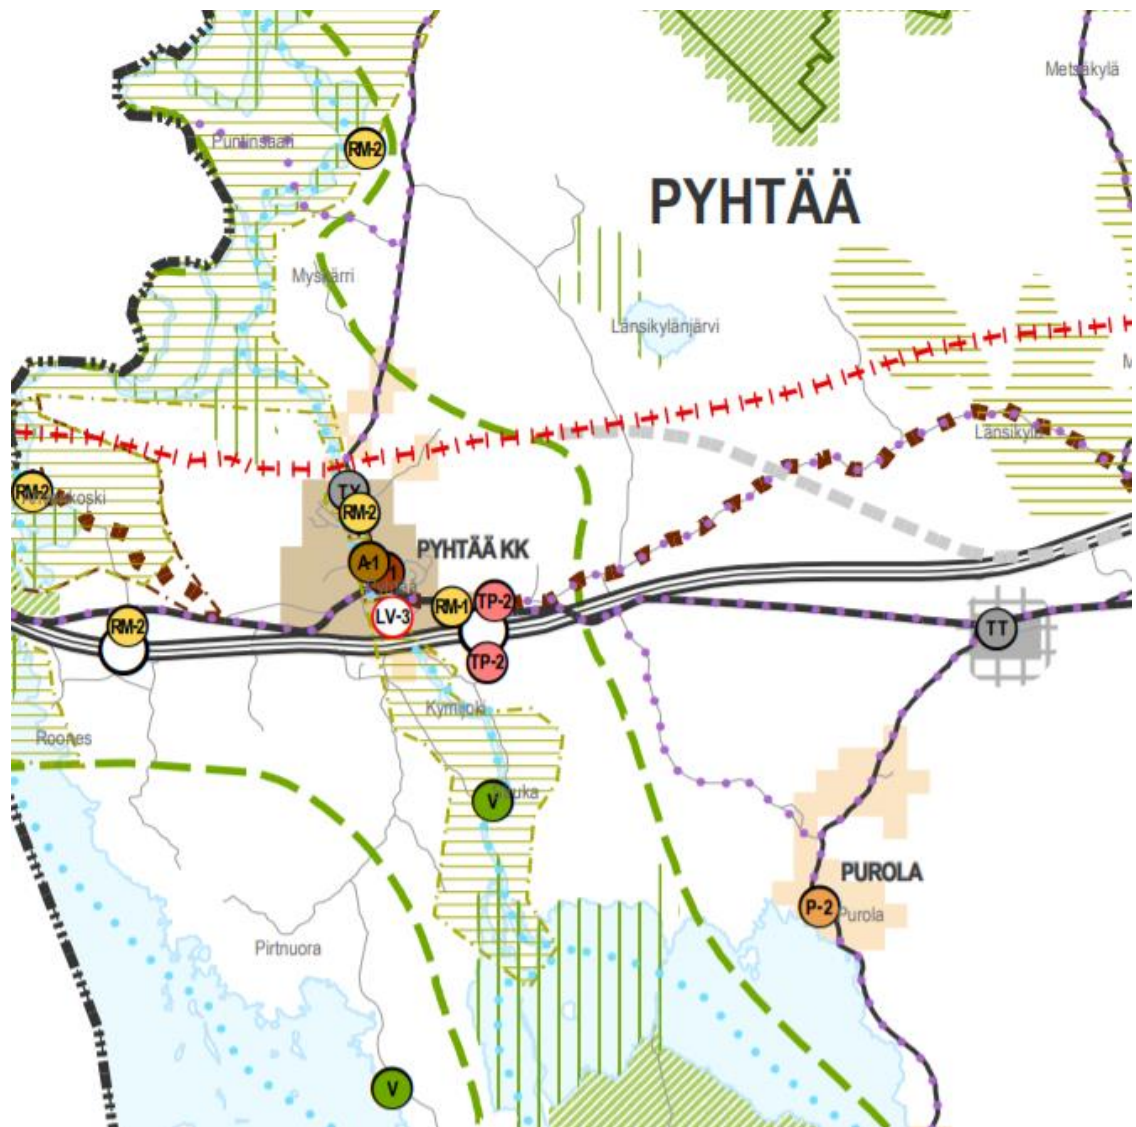 Metsäkylä
Puntinsaari
RM-2
PYHTÄÄ
Myskärri
Länsikylänjärvi
Länsikylä
RM-2
TY
RM-2
PYHTÄÄ KK
A-1
RM-1
TP-2
LV-3
RM-2
TT
TP-2
Kymijoki
Roones
V
PUROLA
P-2
Purola
Pirtnuora
V